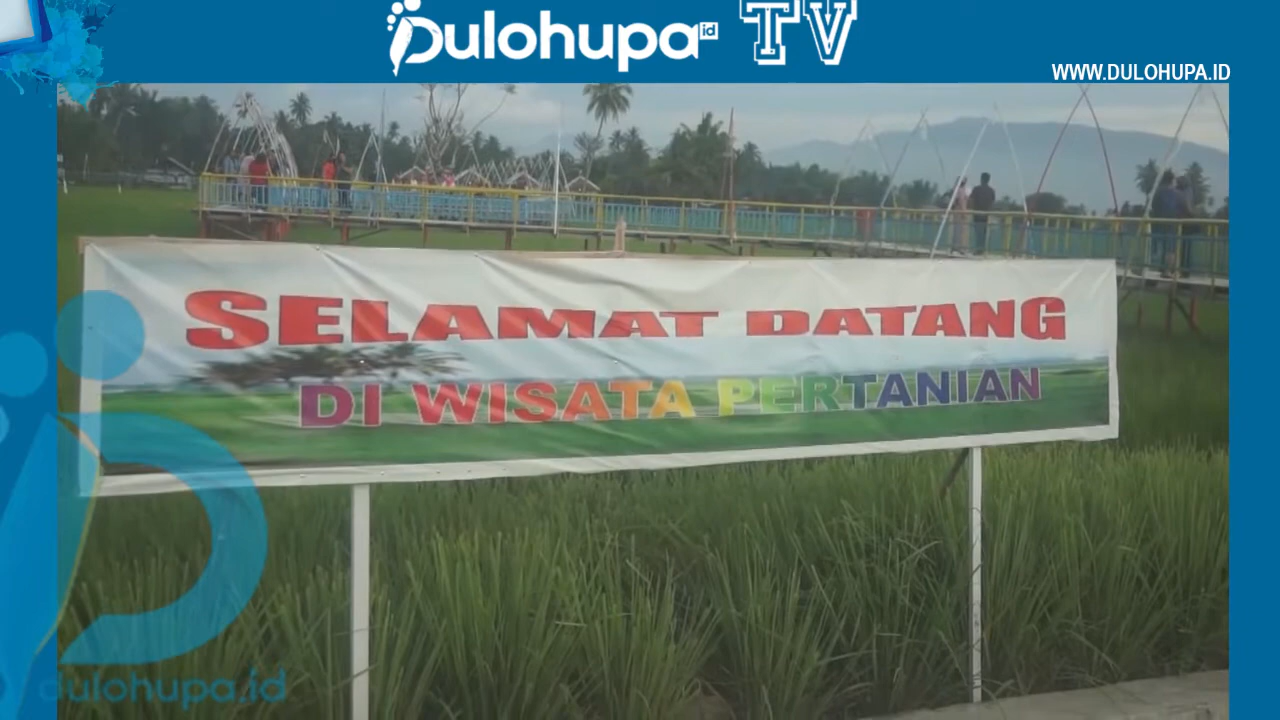 Dulohupa id TV
WWW.DULOHUPA.ID
SELAMAT DATANG
DI WISATA PERTANIAN
dulohupa.id